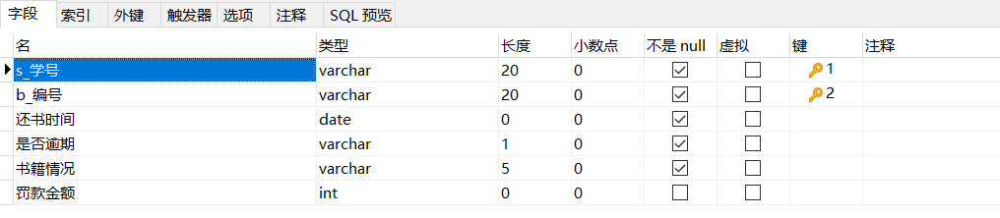 字段 索引 外键 触发器 选项 注释 SQL 预览
名 类型 长度 小数点 不是 null 虚拟 键 注释
s_学号 varchar 20 0 1
b_编号 varchar 20 0 2
还书时间 date 0 0
是否逾期 varchar 1 0
书籍情况 varchar 5 0
罚款金额 int 0 0